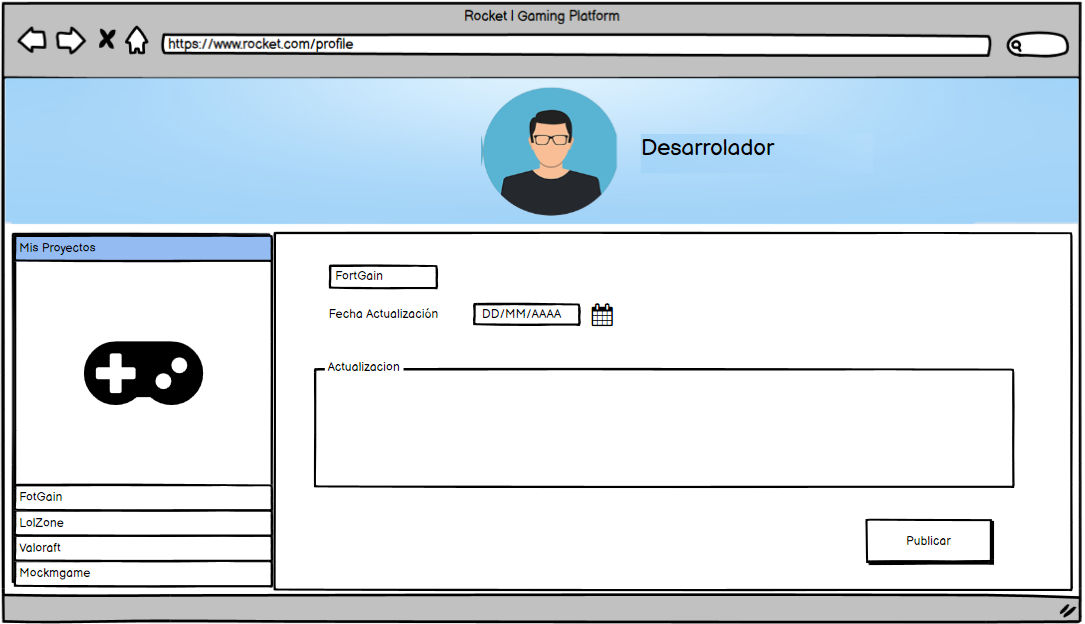 Rocket | Gaming Platform
https://www.rocket.com/profile
Desarrolador
Mis Proyectos
FotGain
LolZone
Valoraft
Mockmgame
FortGain
Fecha Actualización DD/MM/AAAA
Actualizacion
Publicar